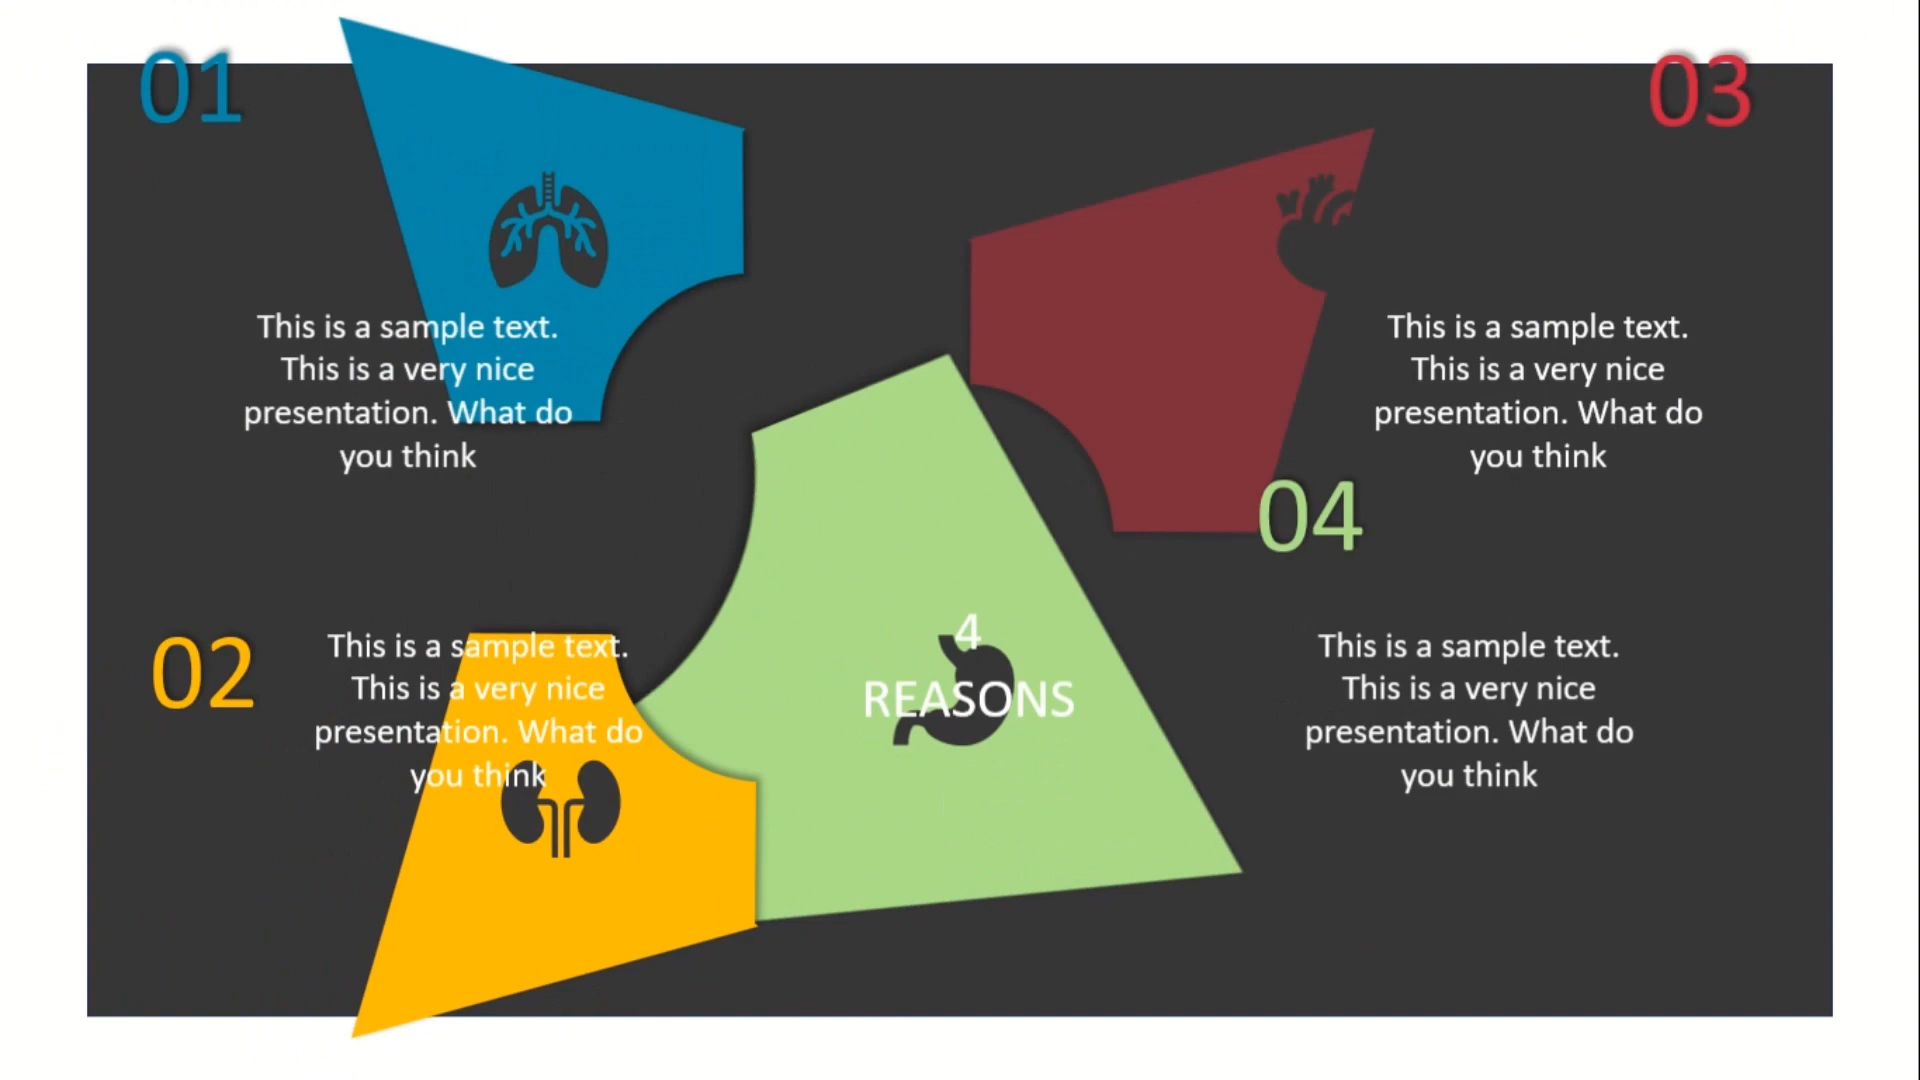 01
This is a sample text.
This is a very nice
presentation. What do
you think
02
This is a sample text.
This is a very nice
presentation. What do
you think
4
REASONS
03
This is a sample text.
This is a very nice
presentation. What do
you think
04
This is a sample text.
This is a very nice
presentation. What do
you think